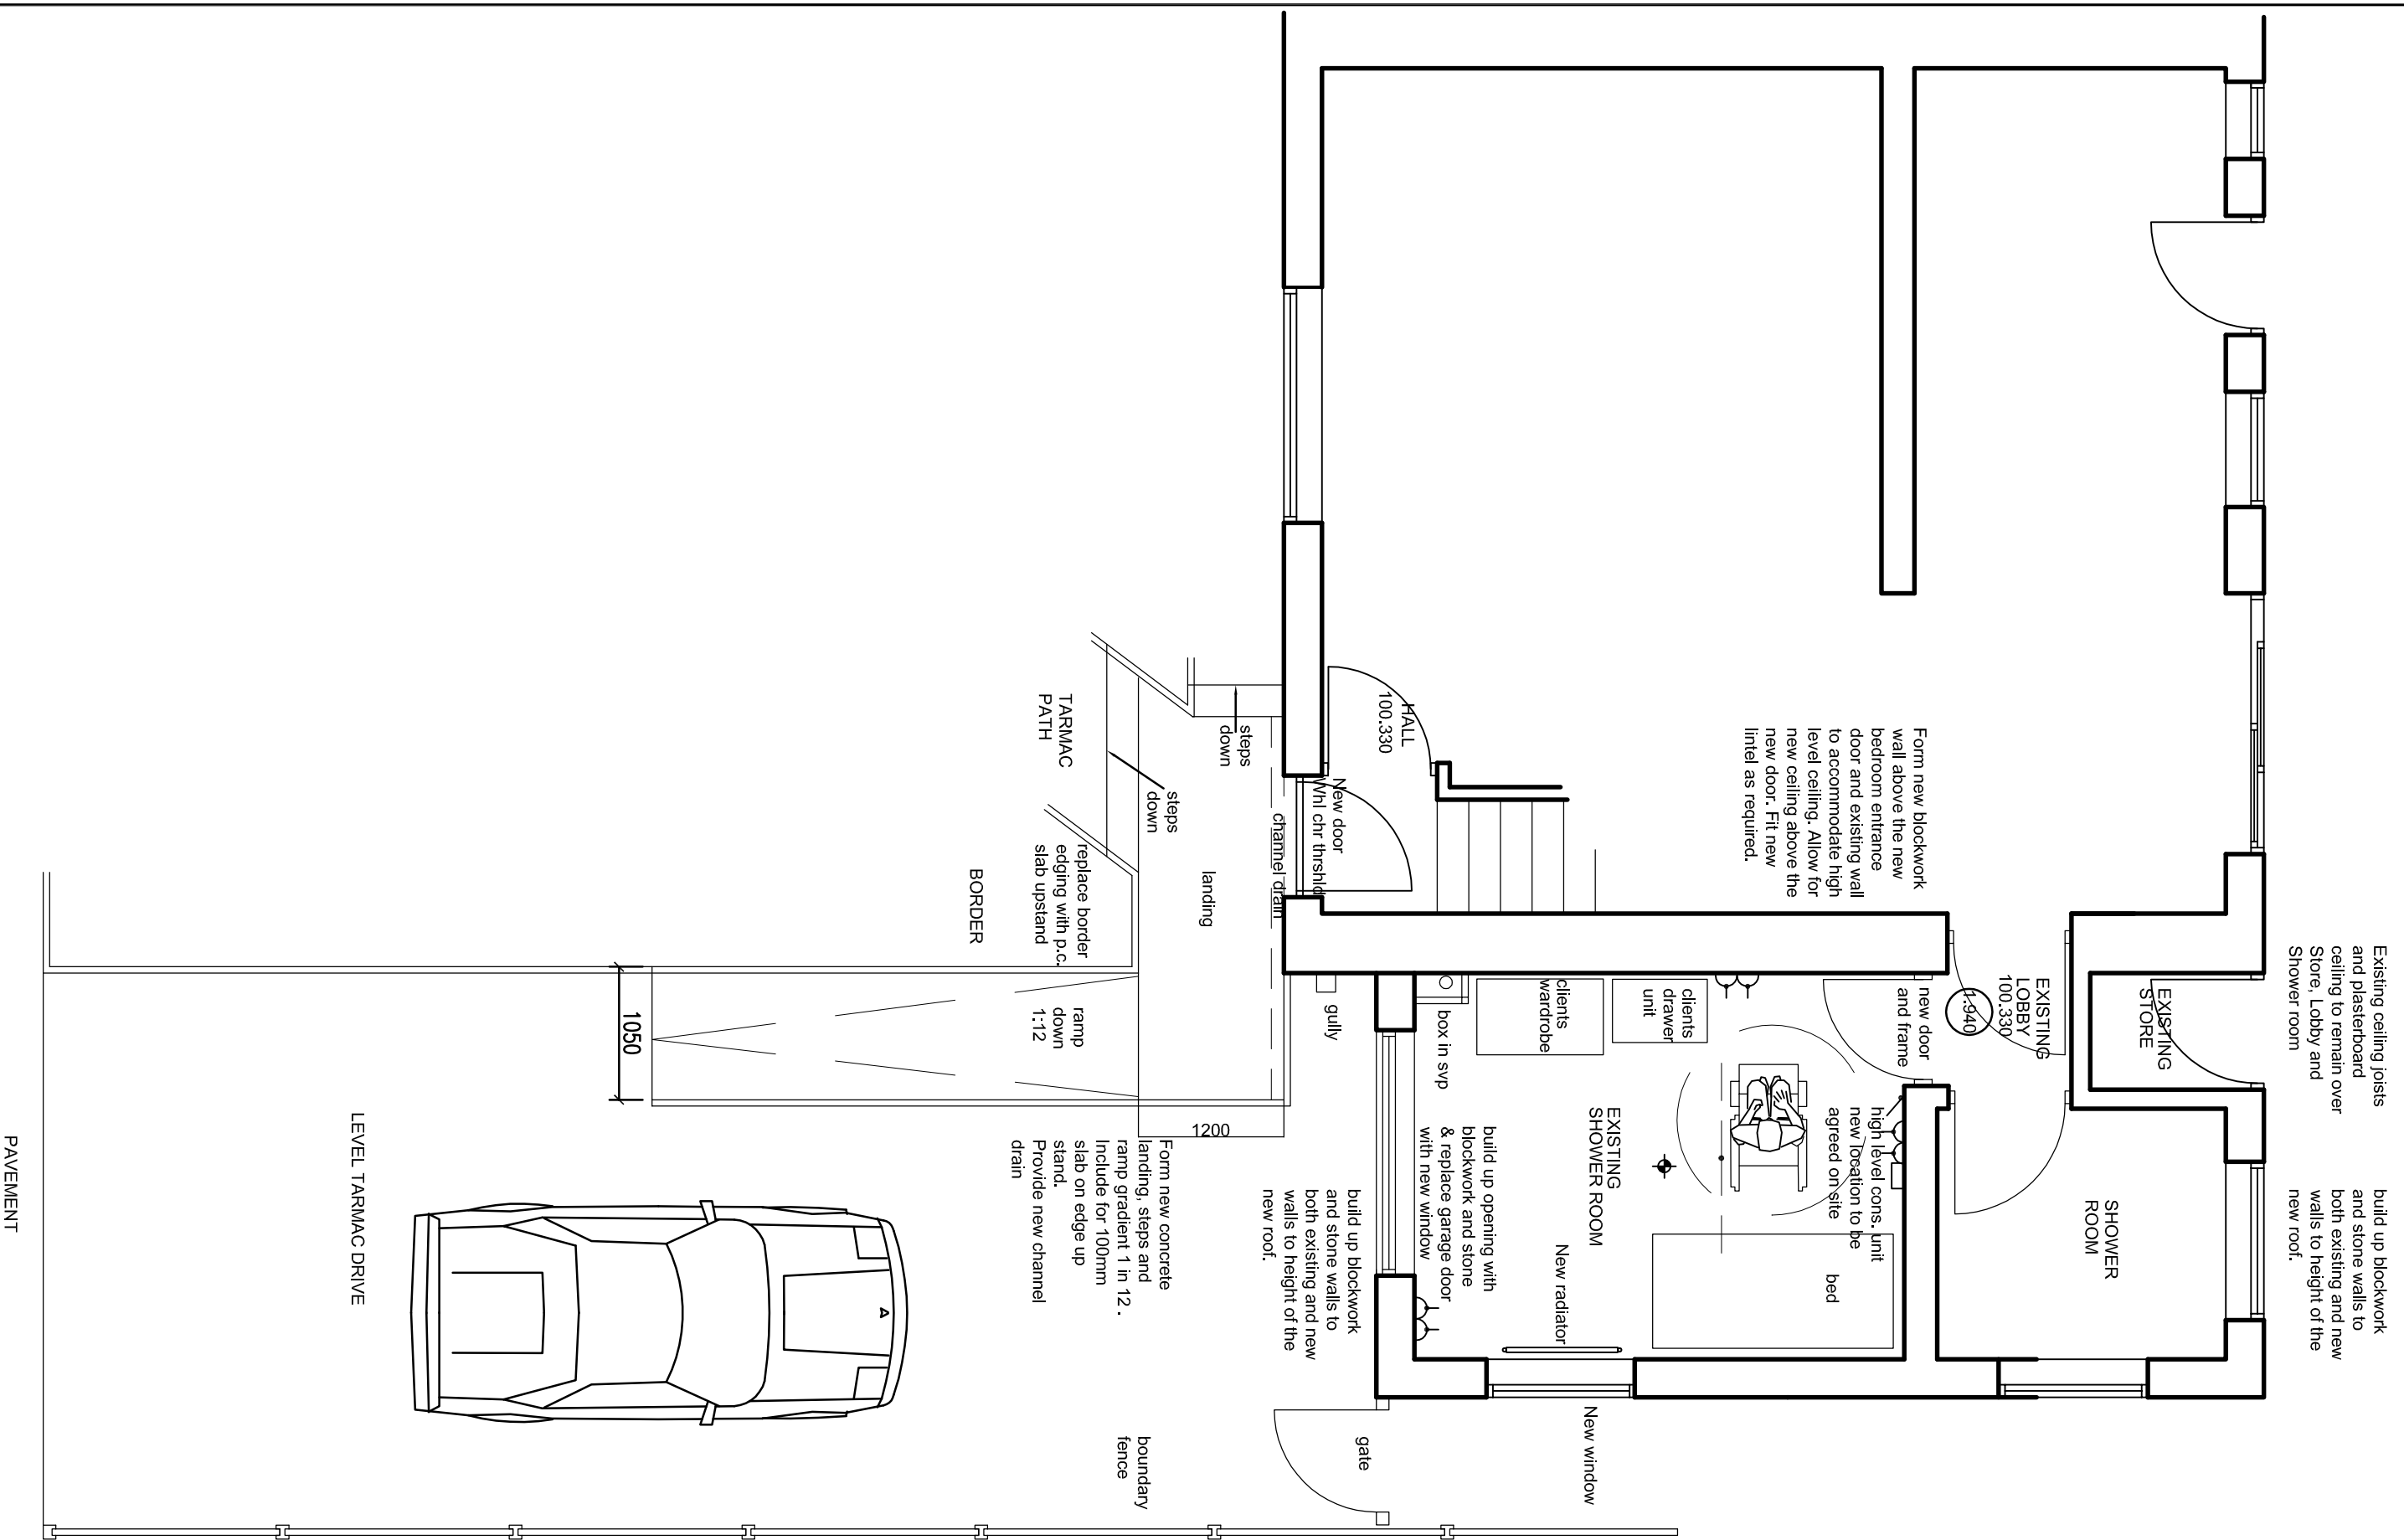 Existing ceiling joists
and plasterboard
ceiling to remain over
Store, Lobby and
Shower room
build up blockwork
and stone walls to
both existing and new
walls to height of the
new roof.
EXISTING
STORE
SHOWER
ROOM
EXISTING
LOBBY
100.330
1.940
new door
and frame
Form new blockwork
wall above the new
bedroom entrance
door and existing wall
to accommodate high
level ceiling. Allow for
new ceiling above the
new door. Fit new
lintel as required.
high level cons. unit
new location to be
agreed on site
bed
clients
drawer
unit
clients
wardrobe
EXISTING
SHOWER ROOM
New radiator
New window
build up opening with
blockwork and stone
& replace garage door
with new window
box in svp
HALL
100.330
New door
Whl chr thrshld
gully
channel drain
build up blockwork
and stone walls to
both existing and new
walls to height of the
new roof.
gate
steps
down
landing
1200
steps
down
Form new concrete
landing, steps and
ramp gradient 1 in 12 .
Include for 100mm
slab on edge up
stand.
Provide new channel
drain
boundary
fence
TARMAC
PATH
replace border
edging with p.c.
slab upstand
ramp
down
1:12
BORDER
1050
LEVEL TARMAC DRIVE
PAVEMENT